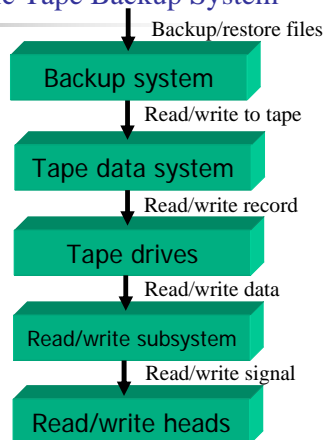 e Tape Backup System
Backup/restore files
Backup system
Read/write to tape
Tape data system
Read/write record
Tape drives
Read/write data
Read/write subsystem
Read/write signal
Read/write heads